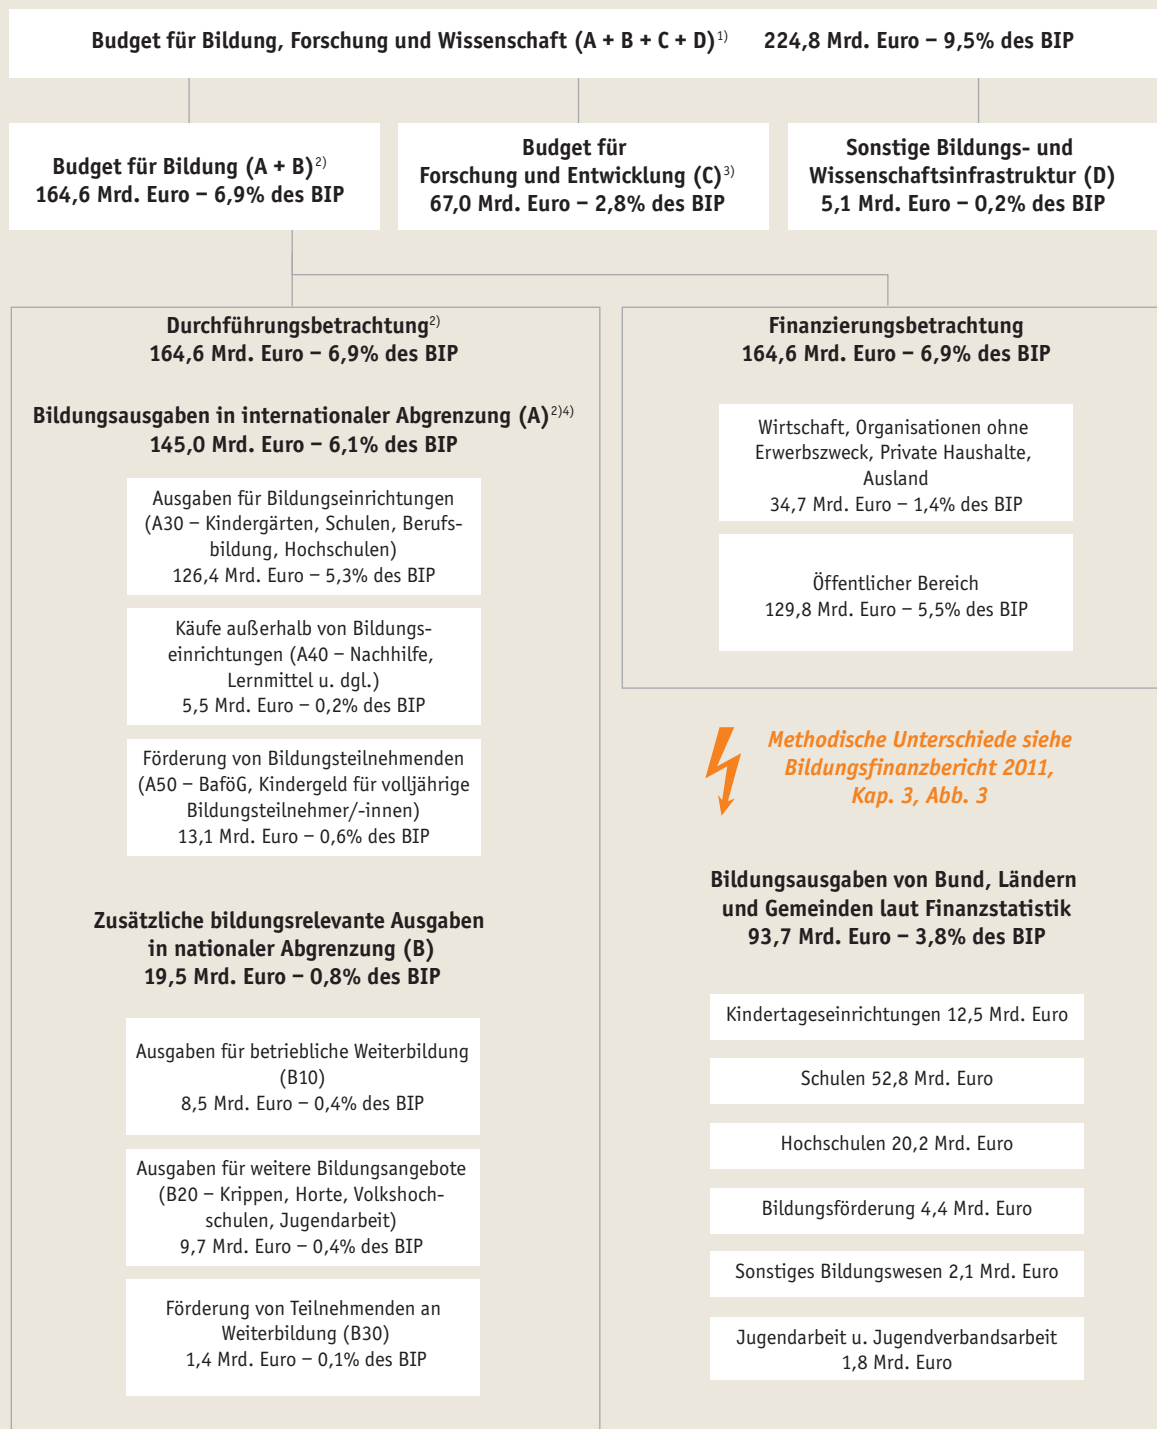 Budget für Bildung, Forschung und Wissenschaft (A + B + C + D)1) 224,8 Mrd. Euro – 9,5% des BIP
Budget für Bildung (A + B)2)
164,6 Mrd. Euro – 6,9% des BIP
Budget für
Forschung und Entwicklung (C)3)
67,0 Mrd. Euro – 2,8% des BIP
Sonstige Bildungs- und
Wissenschaftsinfrastruktur (D)
5,1 Mrd. Euro – 0,2% des BIP
Durchführungsbetrachtung2)
164,6 Mrd. Euro – 6,9% des BIP
Bildungsausgaben in internationaler Abgrenzung (A)2)4)
145,0 Mrd. Euro – 6,1% des BIP
Ausgaben für Bildungseinrichtungen
(A30 – Kindergärten, Schulen, Berufs-
bildung, Hochschulen)
126,4 Mrd. Euro – 5,3% des BIP
Käufe außerhalb von Bildungs-
einrichtungen (A40 – Nachhilfe,
Lernmittel u. dgl.)
5,5 Mrd. Euro – 0,2% des BIP
Förderung von Bildungsteilnehmenden
(A50 – BaföG, Kindergeld für volljährige
Bildungsteilnehmer/-innen)
13,1 Mrd. Euro – 0,6% des BIP
Zusätzliche bildungsrelevante Ausgaben
in nationaler Abgrenzung (B)
19,5 Mrd. Euro – 0,8% des BIP
Ausgaben für betriebliche Weiterbildung
(B10)
8,5 Mrd. Euro – 0,4% des BIP
Ausgaben für weitere Bildungsangebote
(B20 – Krippen, Horte, Volkshoch-
schulen, Jugendarbeit)
9,7 Mrd. Euro – 0,4% des BIP
Förderung von Teilnehmenden an
Weiterbildung (B30)
1,4 Mrd. Euro – 0,1% des BIP
Finanzierungsbetrachtung
164,6 Mrd. Euro – 6,9% des BIP
Wirtschaft, Organisationen ohne
Erwerbszweck, Private Haushalte,
Ausland
34,7 Mrd. Euro – 1,4% des BIP
Öffentlicher Bereich
129,8 Mrd. Euro – 5,5% des BIP
Methodische Unterschiede siehe
Bildungsfinanzbericht 2011,
Kap. 3, Abb. 3
Bildungsausgaben von Bund, Ländern
und Gemeinden laut Finanzstatistik
93,7 Mrd. Euro – 3,8% des BIP
Kindertageseinrichtungen 12,5 Mrd. Euro
Schulen 52,8 Mrd. Euro
Hochschulen 20,2 Mrd. Euro
Bildungsförderung 4,4 Mrd. Euro
Sonstiges Bildungswesen 2,1 Mrd. Euro
Jugendarbeit u. Jugendverbandsarbeit
1,8 Mrd. Euro